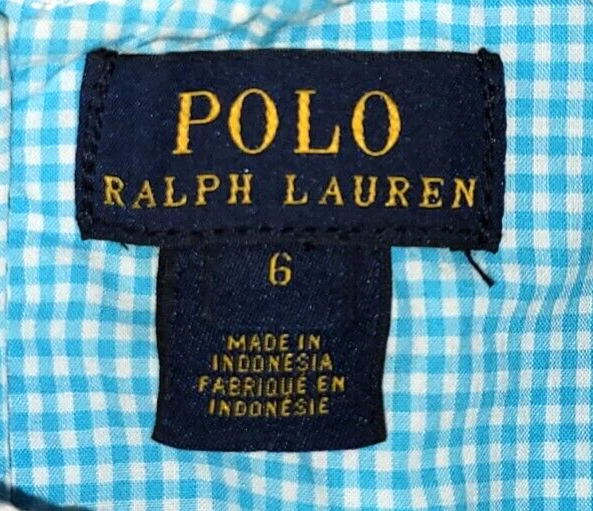 POLO
RALPH LAUREN
6
MADE IN
INDONESIA
FABRIQUÉ EN
INDONÉSIE